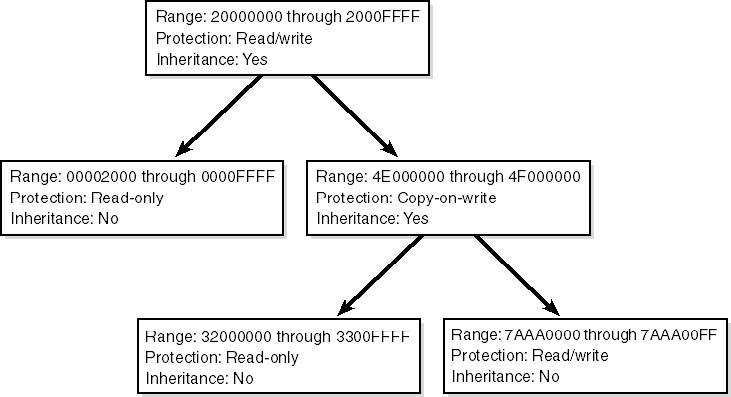 Range: 20000000 through 2000FFFF
Protection: Read/write
Inheritance: Yes
Range: 00002000 through 0000FFFF
Protection: Read-only
Inheritance: No
Range: 4E000000 through 4F000000
Protection: Copy-on-write
Inheritance: Yes
Range: 32000000 through 3300FFFF
Protection: Read-only
Inheritance: No
Range: 7AAA0000 through 7AAA00FF
Protection: Read/write
Inheritance: No